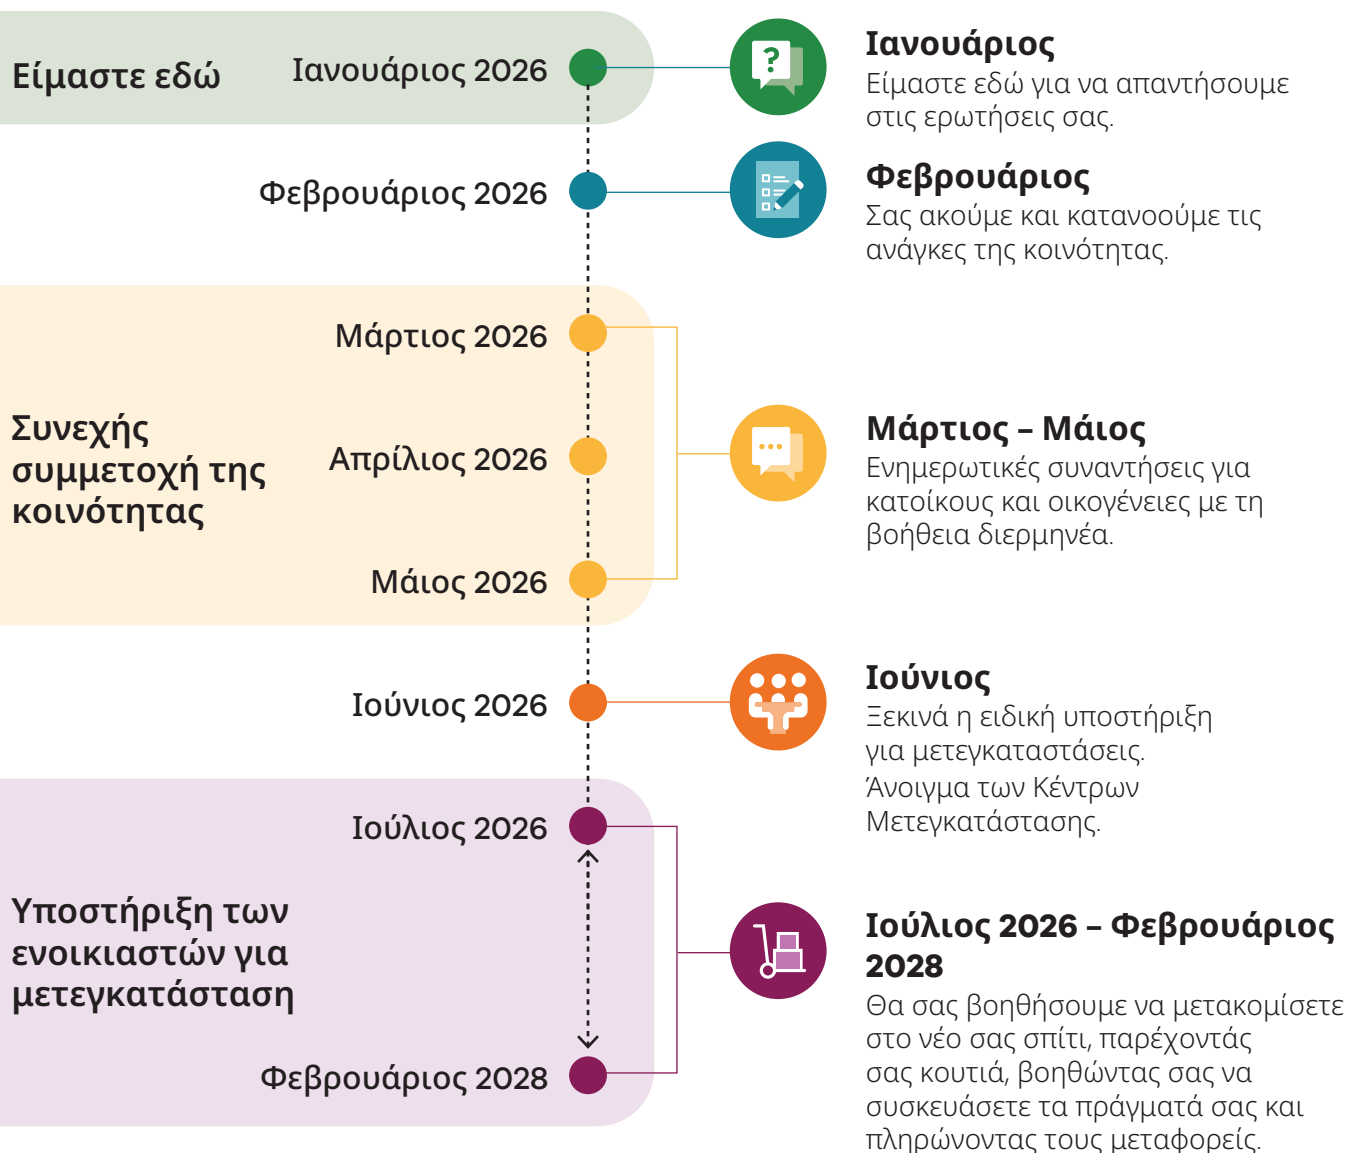 Είμαστε εδώ
Ιανουάριος 2026
Ιανουάριος
Είμαστε εδώ για να απαντήσουμε
στις ερωτήσεις σας.
Φεβρουάριος 2026
Φεβρουάριος
Σας ακούμε και κατανοούμε τις
ανάγκες της κοινότητας.
Συνεχής
συμμετοχή της
κοινότητας
Μάρτιος 2026
Απρίλιος 2026
Μάιος 2026
Μάρτιος – Μάιος
Ενημερωτικές συναντήσεις για
κατοίκους και οικογένειες με τη
βοήθεια διερμηνέα.
Ιούνιος 2026
Ιούνιος
Ξεκινά η ειδική υποστήριξη
για μετεγκαταστάσεις.
Άνοιγμα των Κέντρων
Μετεγκατάστασης.
Υποστήριξη των
ενοικιαστών για
μετεγκατάσταση
Ιούλιος 2026
Φεβρουάριος 2028
Ιούλιος 2026 – Φεβρουάριος
2028
Θα σας βοηθήσουμε να μετακομίσετε
στο νέο σας σπίτι, παρέχοντάς
σας κουτιά, βοηθώντας σας να
συσκευάσετε τα πράγματά σας και
πληρώνοντας τους μεταφορείς.